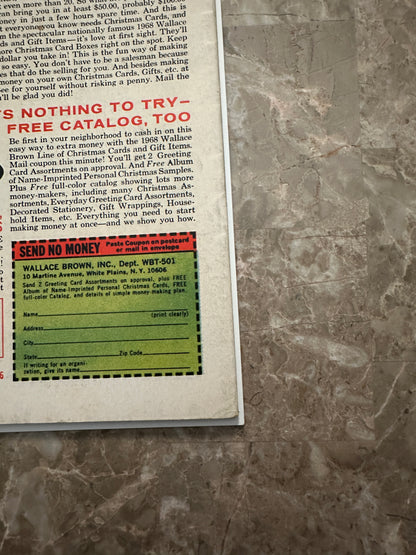 even more than 20. So what
can bring you in at least $50.00, probably $100.00
money in just a few hours spare time. And this is
everyone you know needs Christmas Cards, and
the spectacular nationally famous 1968 Wallace
Cards and Gift Items—it's love at first sight. They'll
more Christmas Card Boxes right on the spot. Keep
dollar you take in! This is the fun way of making
so easy. You don't have to be a salesman because
that do the selling for you. And besides making
money on your own Christmas Cards, Gifts, etc. at
See for yourself without risking a penny. Mail the
you'll be glad you did!
'S NOTHING TO TRY—
FREE CATALOG, TOO
Be first in your neighborhood to cash in on this
easy way to extra money with the 1968 Wallace
Brown Line of Christmas Cards and Gift Items.
Mail coupon this minute! You'll get 2 Greeting
Card Assortments on approval. And Free Album
of Name-Imprinted Personal Christmas Samples.
Plus Free full-color catalog showing lots more
money-makers, including many Christmas As-
sortments, Everyday Greeting Card Assortments,
Decorated Stationery, Gift Wrappings, House-
hold Items, etc. Everything you need to start
making money at once—and we show you how.
SEND NO MONEY Paste Coupon on postcard
or mail in envelope
WALLACE BROWN, INC., Dept. WBT-501
10 Martine Avenue, White Plains, N. Y. 10606
Send 2 Greeting Card Assortments on approval, plus FREE
Album of Name-Imprinted Personal Christmas Cards, FREE
full-color Catalog, and details of simple money-making plan.
Name (print clearly)
Address
City
State Zip Code
If writing for an organi-
zation, give its name